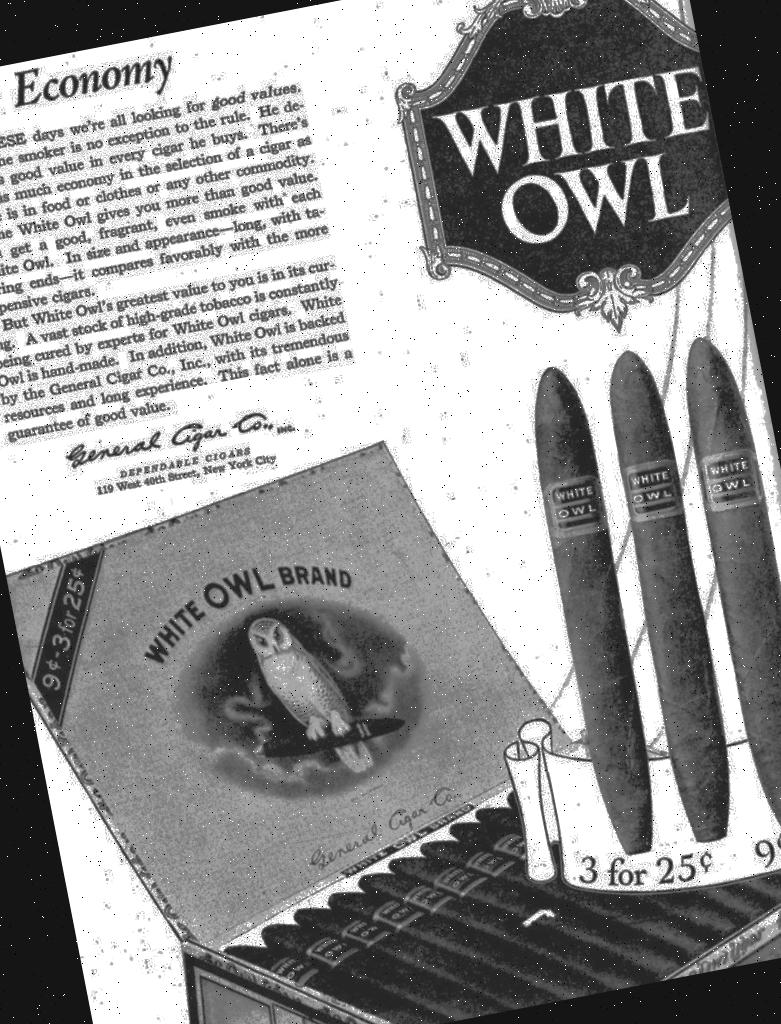 Economy
ESE days we're all looking for good values.
he smoker is no exception to the rule. He de-
s good value in every cigar he buys. There's
is much economy in the selection of a cigar as
e is in food or clothes or any other commodity.
ne White Owl gives you more than good value.
get a good, fragrant, even smoke with each
ite Owl. In size and appearance—long, with ta-
ring ends—it compares favorably with the more
pensive cigars.
But White Owl's greatest value to you is in its cur-
ng. A vast stock of high-grade tobacco is constantly
being cured by experts for White Owl cigars. White
Owl is hand-made. In addition, White Owl is backed
by the General Cigar Co., Inc., with its tremendous
resources and long experience. This fact alone is a
guarantee of good value.
General Cigar Co., INC.
DEPENDABLE CIGARS
119 West 40th Street, New York City
WHITE
OWL
WHITE
OWL
WHITE
OWL
WHITE
OWL
9¢·3 for 25¢
WHITE OWL BRAND
General Cigar Co.
3 for 25¢ 9¢